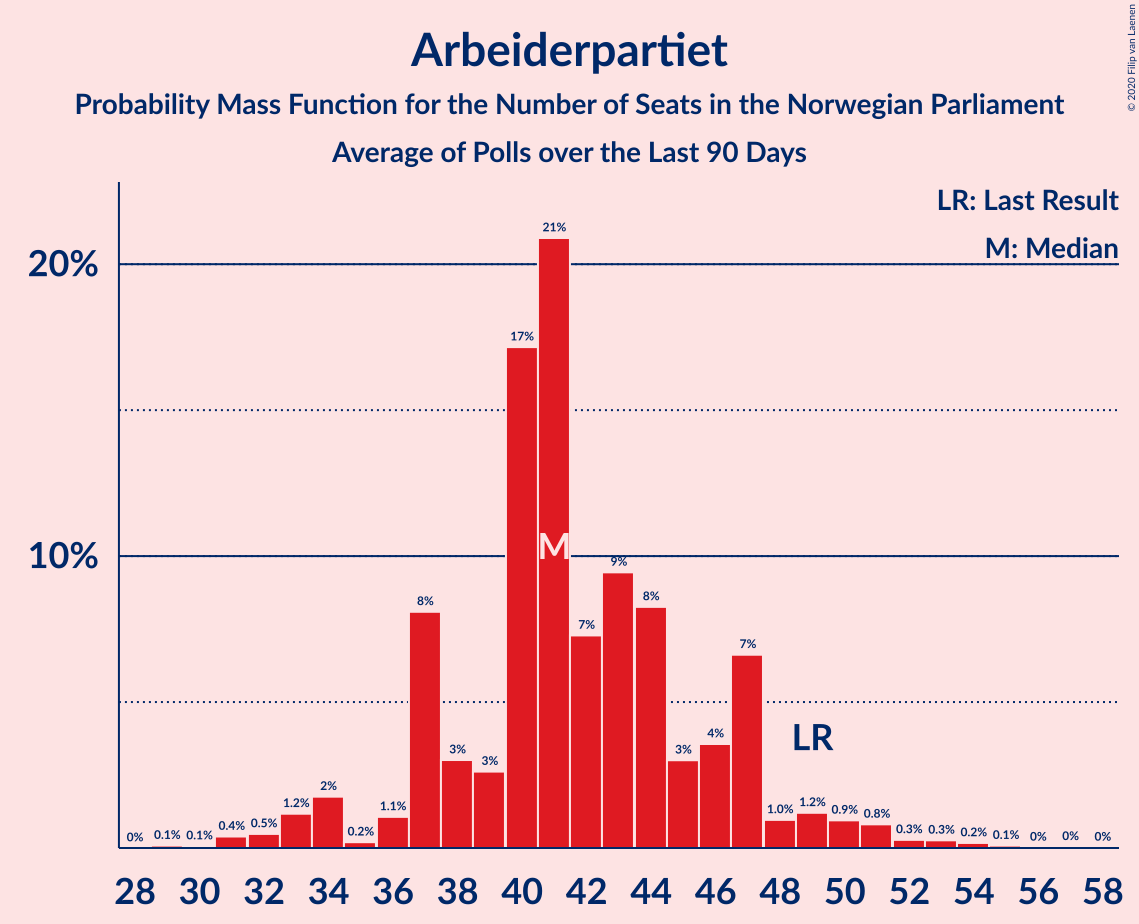 Arbeiderpartiet
Probability Mass Function for the Number of Seats in the Norwegian Parliament
Average of Polls over the Last 90 Days
© 2020 Filip van Laenen
LR: Last Result
M: Median
20%
10%
0% 0.1% 0.1% 0.4% 0.5% 1.2% 2% 0.2% 1.1% 8% 3% 3% 17% 21% 7% 9% 8% 3% 4% 7% 1.0% 1.2% 0.9% 0.8% 0.3% 0.3% 0.2% 0.1% 0% 0% 0%
M
LR
28 30 32 34 36 38 40 42 44 46 48 50 52 54 56 58